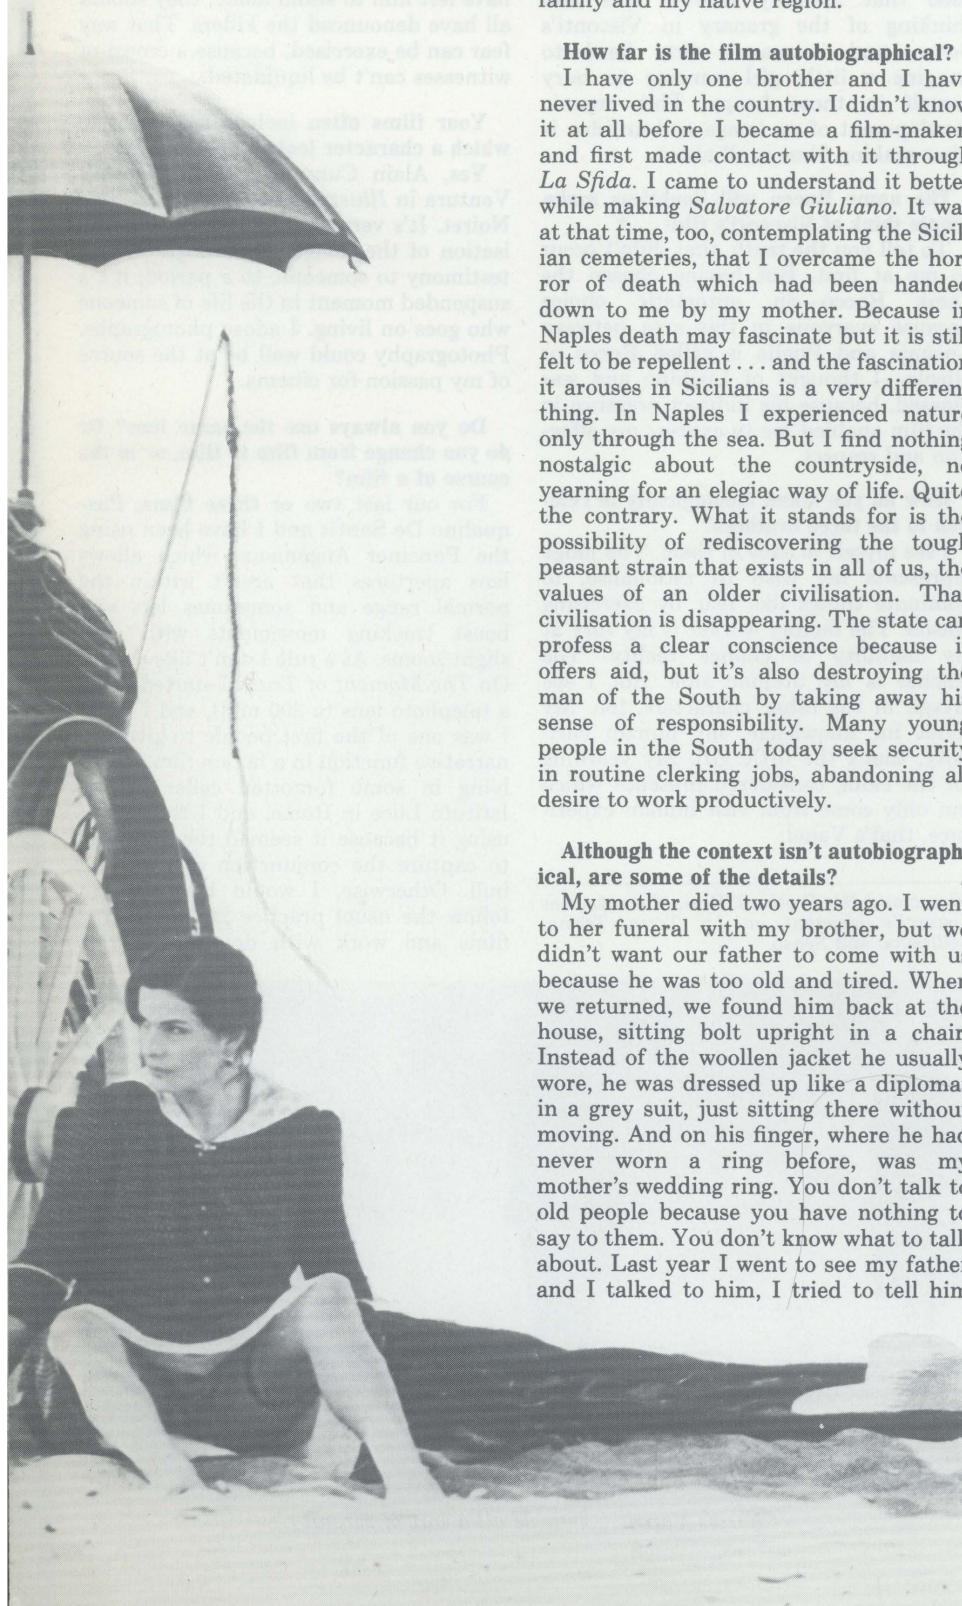 family and my native region.
How far is the film autobiographical?
I have only one brother and I hav
never lived in the country. I didn't know
it at all before I became a film-maker
and first made contact with it through
La Sfida. I came to understand it bette
while making Salvatore Giuliano. It wa
at that time, too, contemplating the Sicil
ian cemeteries, that I overcame the hor
ror of death which had been handed
down to me by my mother. Because in
Naples death may fascinate but it is stil
felt to be repellent . . . and the fascination
it arouses in Sicilians is a very differen
thing. In Naples I experienced nature
only through the sea. But I find nothing
nostalgic about the countryside, no
yearning for an elegiac way of life. Quite
the contrary. What it stands for is the
possibility of rediscovering the tough
peasant strain that exists in all of us, the
values of an older civilisation. Tha
civilisation is disappearing. The state can
profess a clear conscience because i
offers aid, but it's also destroying the
man of the South by taking away hi
sense of responsibility. Many young
people in the South today seek security
in routine clerking jobs, abandoning al
desire to work productively.
Although the context isn't autobiograph
ical, are some of the details?
My mother died two years ago. I wen
to her funeral with my brother, but we
didn't want our father to come with us
because he was too old and tired. When
we returned, we found him back at the
house, sitting bolt upright in a chair
Instead of the woollen jacket he usually
wore, he was dressed up like a diploma
in a grey suit, just sitting there withou
moving. And on his finger, where he had
never worn a ring before, was my
mother's wedding ring. You don't talk to
old people because you have nothing to
say to them. You don't know what to talk
about. Last year I went to see my father
and I talked to him, I tried to tell him